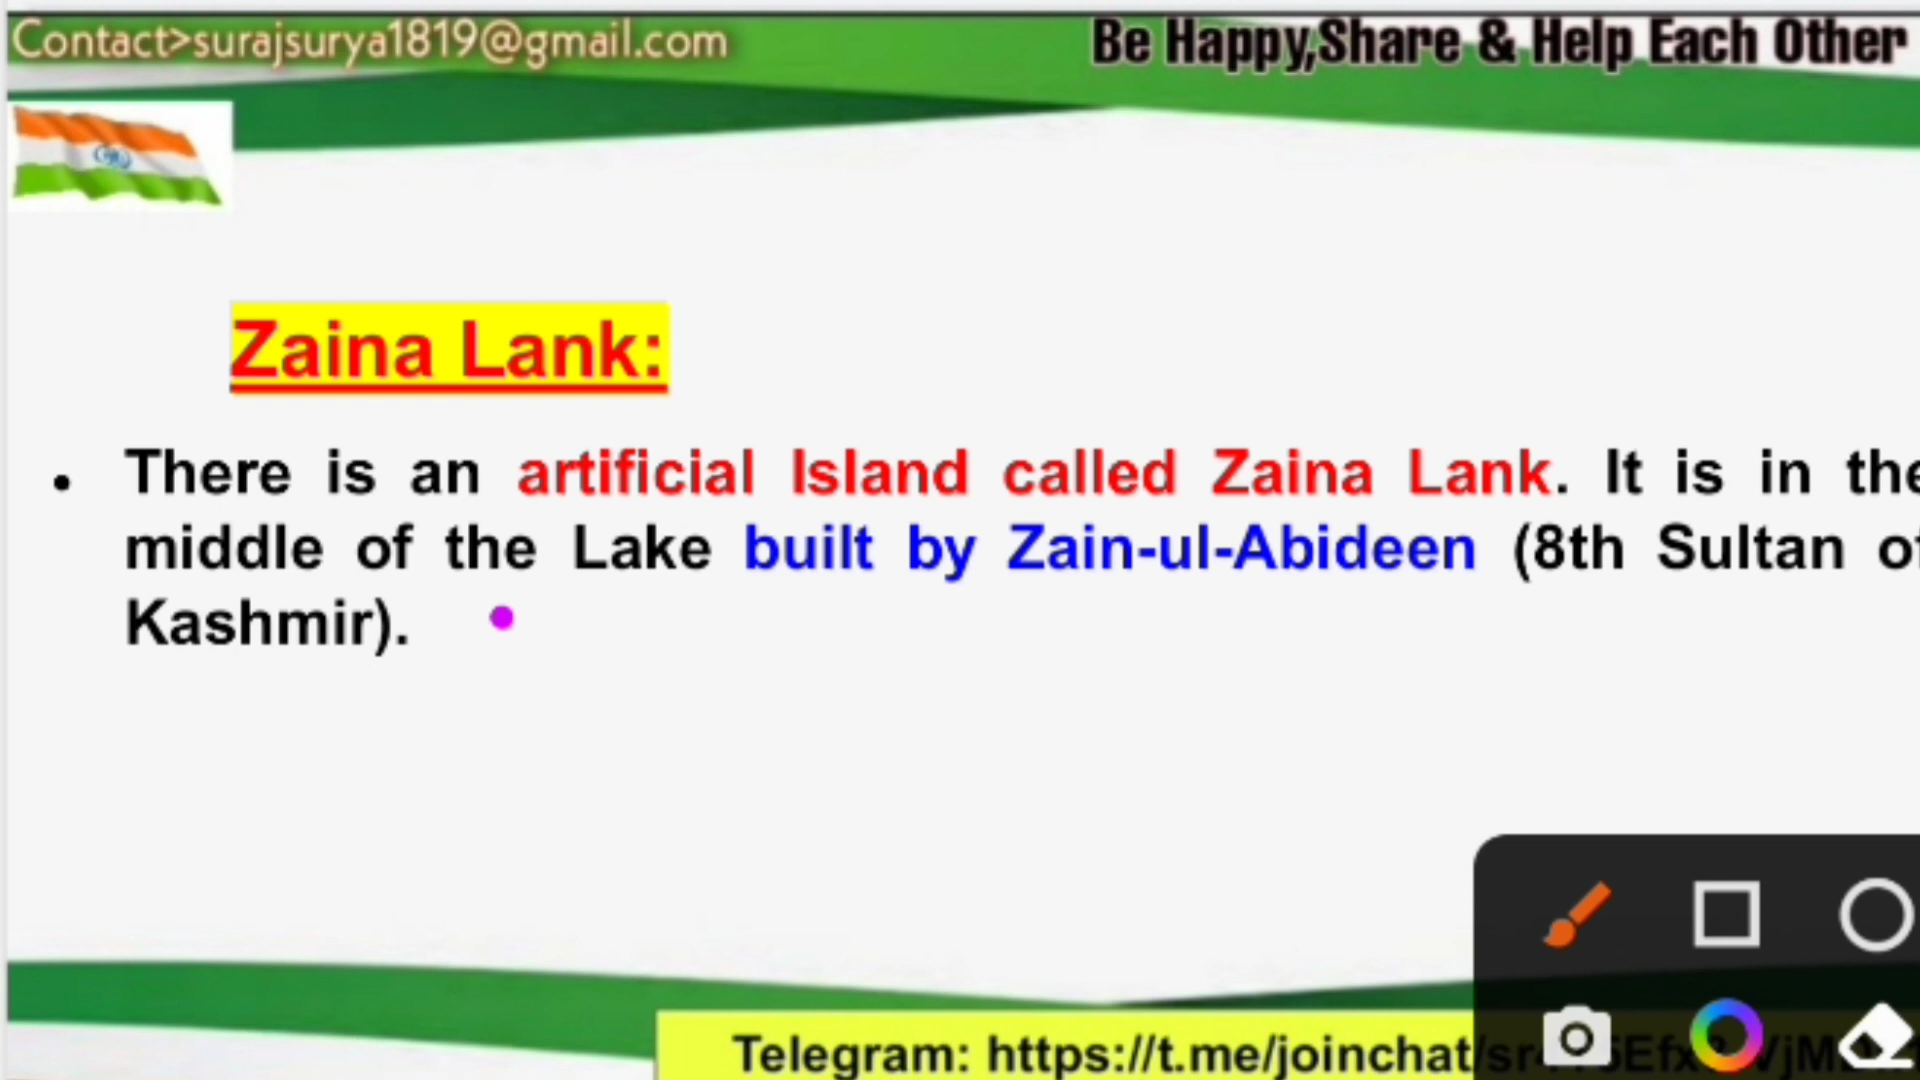 Contact>surajsurya1819@gmail.com
Be Happy,Share & Help Each Other
Zaina Lank:
• There is an artificial Island called Zaina Lank. It is in the
middle of the Lake built by Zain-ul-Abideen (8th Sultan of
Kashmir).
Telegram: https://t.me/joinchat/